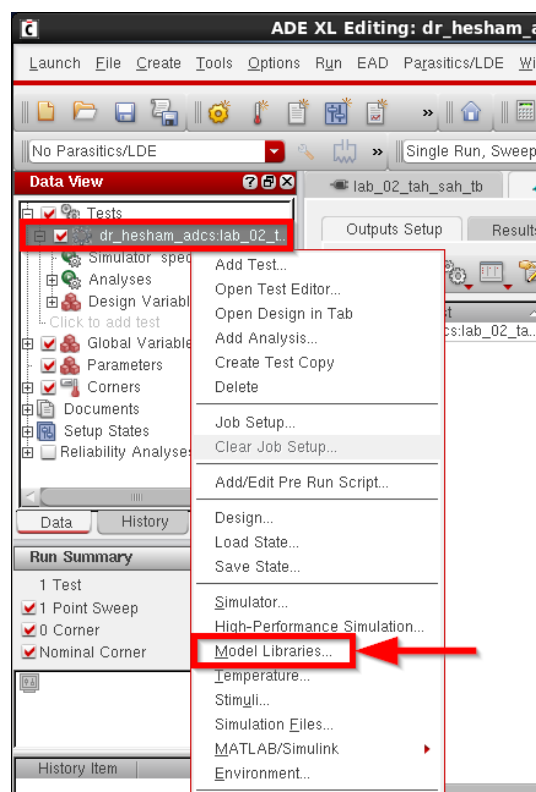 ADE XL Editing: dr_hesham_a
Launch File Create Tools Options Run EAD Parasitics/LDE Wi
»
No Parasitics/LDE » Single Run, Sweep
Data View
lab_02_tah_sah_tb
Tests
dr_hesham_adcs:lab_02_t..
Outputs Setup Results
Simulator spec
Analyses
Design Variabl
Click to add test
Global Variable
Parameters
Corners
Documents
Setup States
Reliability Analyse
st
cs:lab_02_ta...
Add Test...
Open Test Editor...
Open Design in Tab
Add Analysis...
Create Test Copy
Delete
Job Setup...
Clear Job Setup...
Add/Edit Pre Run Script...
Design...
Load State...
Save State...
Simulator...
High-Performance Simulation...
Model Libraries...
Temperature...
Stimuli...
Simulation Files...
MATLAB/Simulink
Environment...
Data History
Run Summary
1 Test
1 Point Sweep
0 Corner
Nominal Corner
History Item